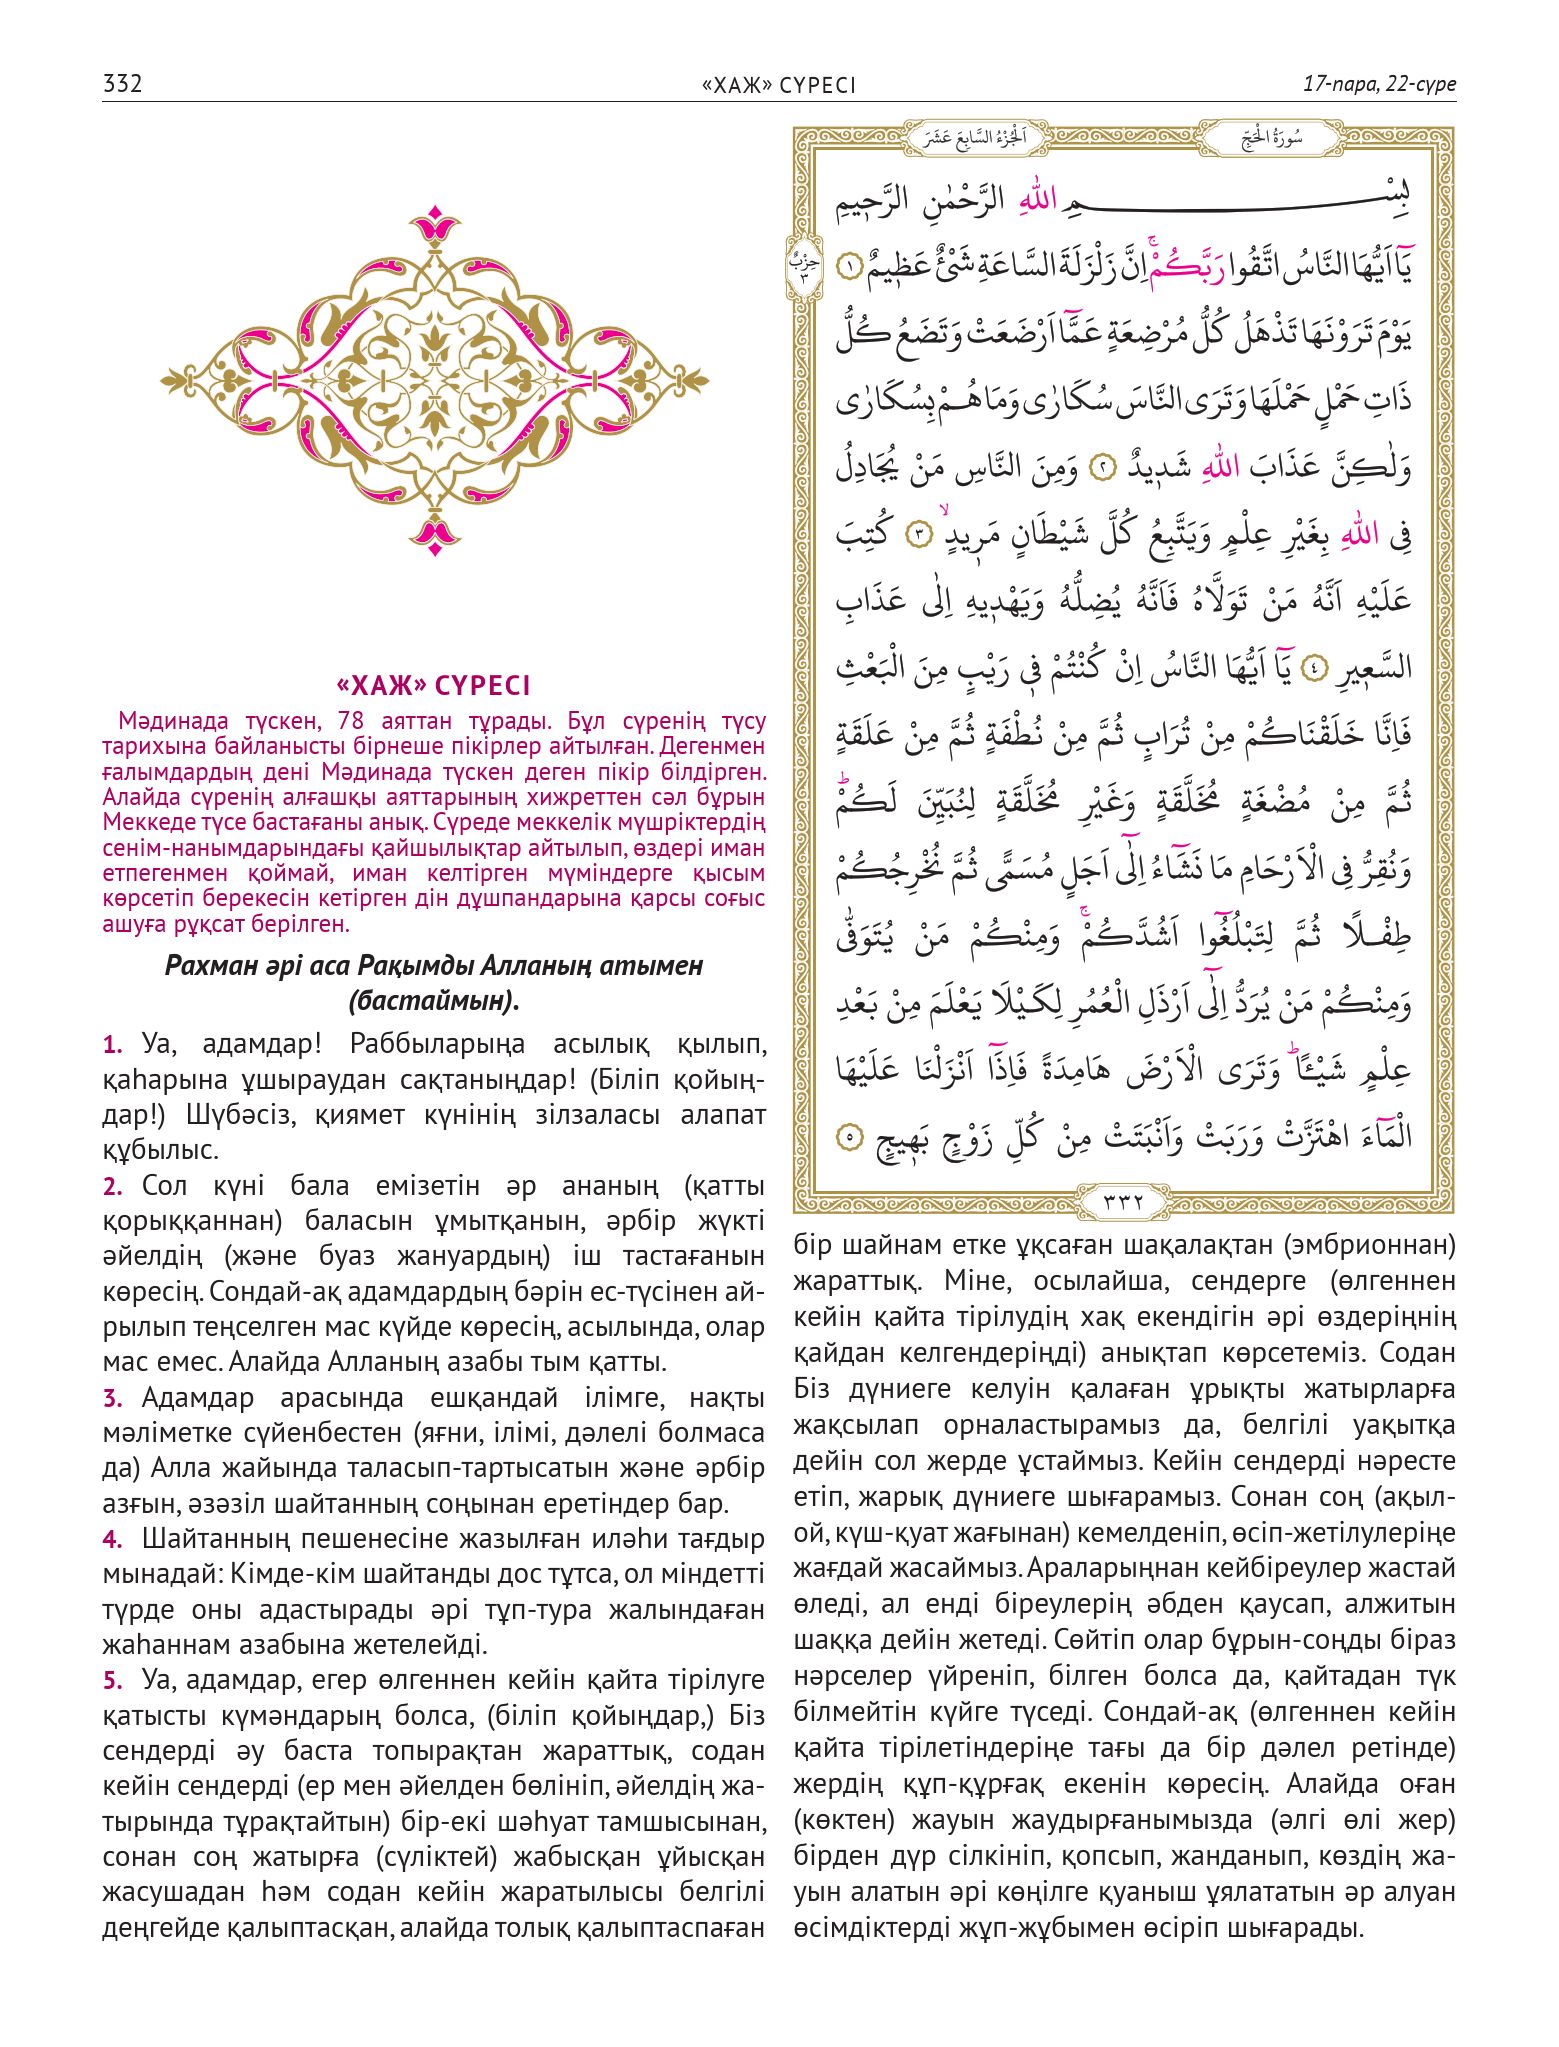 332
«ХАЖ» СҮРЕСІ
17-пара, 22-сүре
«ХАЖ» СҮРЕСІ
Мәдинада түскен, 78 аяттан тұрады. Бұл сүренің түсу
тарихына байланысты бірнеше пікірлер айтылған. Дегенмен
ғалымдардың дені Мәдинада түскен деген пікір білдірген.
Алайда сүренің алғашқы аяттарының хижреттен сәл бұрын
Меккеде түсе бастағаны анық. Сүреде меккелік мүшріктердің
сенім-нанымдарындағы қайшылықтар айтылып, өздері иман
етпегенмен қоймай, иман келтірген мүміндерге қысым
көрсетіп берекесін кетірген дін дұшпандарына қарсы соғыс
ашуға рұқсат берілген.
Рахман әрі аса Рақымды Алланың атымен
(бастаймын).
1. Уа, адамдар! Раббыларыңа асылық қылып,
қаһарына ұшыраудан сақтаныңдар! (Біліп қойың-
дар!) Шүбәсіз, қиямет күнінің зілзаласы алапат
құбылыс.
2. Сол күні бала емізетін әр ананың (қатты
қорыққаннан) баласын ұмытқанын, әрбір жүкті
әйелдің (және буаз жануардың) іш тастағанын
көресің. Сондай-ақ адамдардың бәрін ес-түсінен ай-
рылып теңселген мас күйде көресің, асылында, олар
мас емес. Алайда Алланың азабы тым қатты.
3. Адамдар арасында ешқандай ілімге, нақты
мәліметке сүйенбестен (яғни, ілімі, дәлелі болмаса
да) Алла жайында таласып-тартысатын және әрбір
азғын, әзәзіл шайтанның соңынан еретіндер бар.
4. Шайтанның пешенесіне жазылған иләһи тағдыр
мынадай: Кімде-кім шайтанды дос тұтса, ол міндетті
түрде оны адастырады әрі тұп-тура жалындаған
жаһаннам азабына жетелейді.
5. Уа, адамдар, егер өлгеннен кейін қайта тірілуге
қатысты күмәндарың болса, (біліп қойыңдар,) Біз
сендерді әу баста топырақтан жараттық, содан
кейін сендерді (ер мен әйелден бөлініп, әйелдің жа-
тырында тұрақтайтын) бір-екі шәһуат тамшысынан,
сонан соң жатырға (сүліктей) жабысқан ұйысқан
жасушадан һәм содан кейін жаратылысы белгілі
деңгейде қалыптасқан, алайда толық қалыптаспаған
سُورَةُ الْحَجِّ
اَلْجُزْءُ السَّابِعَ عَشَرَ
حِزْبٌ
٣
بِسْمِ اللّٰهِ الرَّحْمٰنِ الرَّح۪يمِ
يَٓا اَيُّهَا النَّاسُ اتَّقُوا رَبَّكُمْۚ اِنَّ زَلْزَلَةَ السَّاعَةِ شَيْءٌ عَظ۪يمٌ ١
يَوْمَ تَرَوْنَهَا تَذْهَلُ كُلُّ مُرْضِعَةٍ عَمَّٓا اَرْضَعَتْ وَتَضَعُ كُلُّ
ذَاتِ حَمْلٍ حَمْلَهَا وَتَرَى النَّاسَ سُكَارٰى وَمَا هُمْ بِسُكَارٰى
وَلٰكِنَّ عَذَابَ اللّٰهِ شَد۪يدٌ ٢ وَمِنَ النَّاسِ مَنْ يُجَادِلُ
فِي اللّٰهِ بِغَيْرِ عِلْمٍ وَيَتَّبِعُ كُلَّ شَيْطَانٍ مَر۪يدٍۙ ٣ كُتِبَ
عَلَيْهِ اَنَّهُ مَنْ تَوَلَّاهُ فَاَنَّهُ يُضِلُّهُ وَيَهْد۪يهِ اِلٰى عَذَابِ
السَّع۪يرِ ٤ يَٓا اَيُّهَا النَّاسُ اِنْ كُنْتُمْ ف۪ي رَيْبٍ مِنَ الْبَعْثِ
فَاِنَّا خَلَقْنَاكُمْ مِنْ تُرَابٍ ثُمَّ مِنْ نُطْفَةٍ ثُمَّ مِنْ عَلَقَةٍ
ثُمَّ مِنْ مُضْغَةٍ مُخَلَّقَةٍ وَغَيْرِ مُخَلَّقَةٍ لِنُبَيِّنَ لَكُمْۜ
وَنُقِرُّ فِي الْاَرْحَامِ مَا نَشَٓاءُ اِلٰٓى اَجَلٍ مُسَمًّى ثُمَّ نُخْرِجُكُمْ
طِفْلًا ثُمَّ لِتَبْلُغُٓوا اَشُدَّكُمْۚ وَمِنْكُمْ مَنْ يُتَوَفّٰى
وَمِنْكُمْ مَنْ يُرَدُّ اِلٰٓى اَرْذَلِ الْعُمُرِ لِكَيْلَا يَعْلَمَ مِنْ بَعْدِ
عِلْمٍ شَيْـًٔاۜ وَتَرَى الْاَرْضَ هَامِدَةً فَاِذَٓا اَنْزَلْنَا عَلَيْهَا
الْمَٓاءَ اهْتَزَّتْ وَرَبَتْ وَاَنْبَتَتْ مِنْ كُلِّ زَوْجٍ بَه۪يجٍ ٥
٣٣٢
бір шайнам етке ұқсаған шақалақтан (эмбрионнан)
жараттық. Міне, осылайша, сендерге (өлгеннен
кейін қайта тірілудің хақ екендігін әрі өздеріңнің
қайдан келгендеріңді) анықтап көрсетеміз. Содан
Біз дүниеге келуін қалаған ұрықты жатырларға
жақсылап орналастырамыз да, белгілі уақытқа
дейін сол жерде ұстаймыз. Кейін сендерді нәресте
етіп, жарық дүниеге шығарамыз. Сонан соң (ақыл-
ой, күш-қуат жағынан) кемелденіп, өсіп-жетілулеріңе
жағдай жасаймыз. Араларыңнан кейбіреулер жастай
өледі, ал енді біреулерің әбден қаусап, алжитын
шаққа дейін жетеді. Сөйтіп олар бұрын-соңды біраз
нәрселер үйреніп, білген болса да, қайтадан түк
білмейтін күйге түседі. Сондай-ақ (өлгеннен кейін
қайта тірілетіндеріңе тағы да бір дәлел ретінде)
жердің құп-құрғақ екенін көресің. Алайда оған
(көктен) жауын жаудырғанымызда (әлгі өлі жер)
бірден дүр сілкініп, қопсып, жанданып, көздің жа-
уын алатын әрі көңілге қуаныш ұялататын әр алуан
өсімдіктерді жұп-жұбымен өсіріп шығарады.